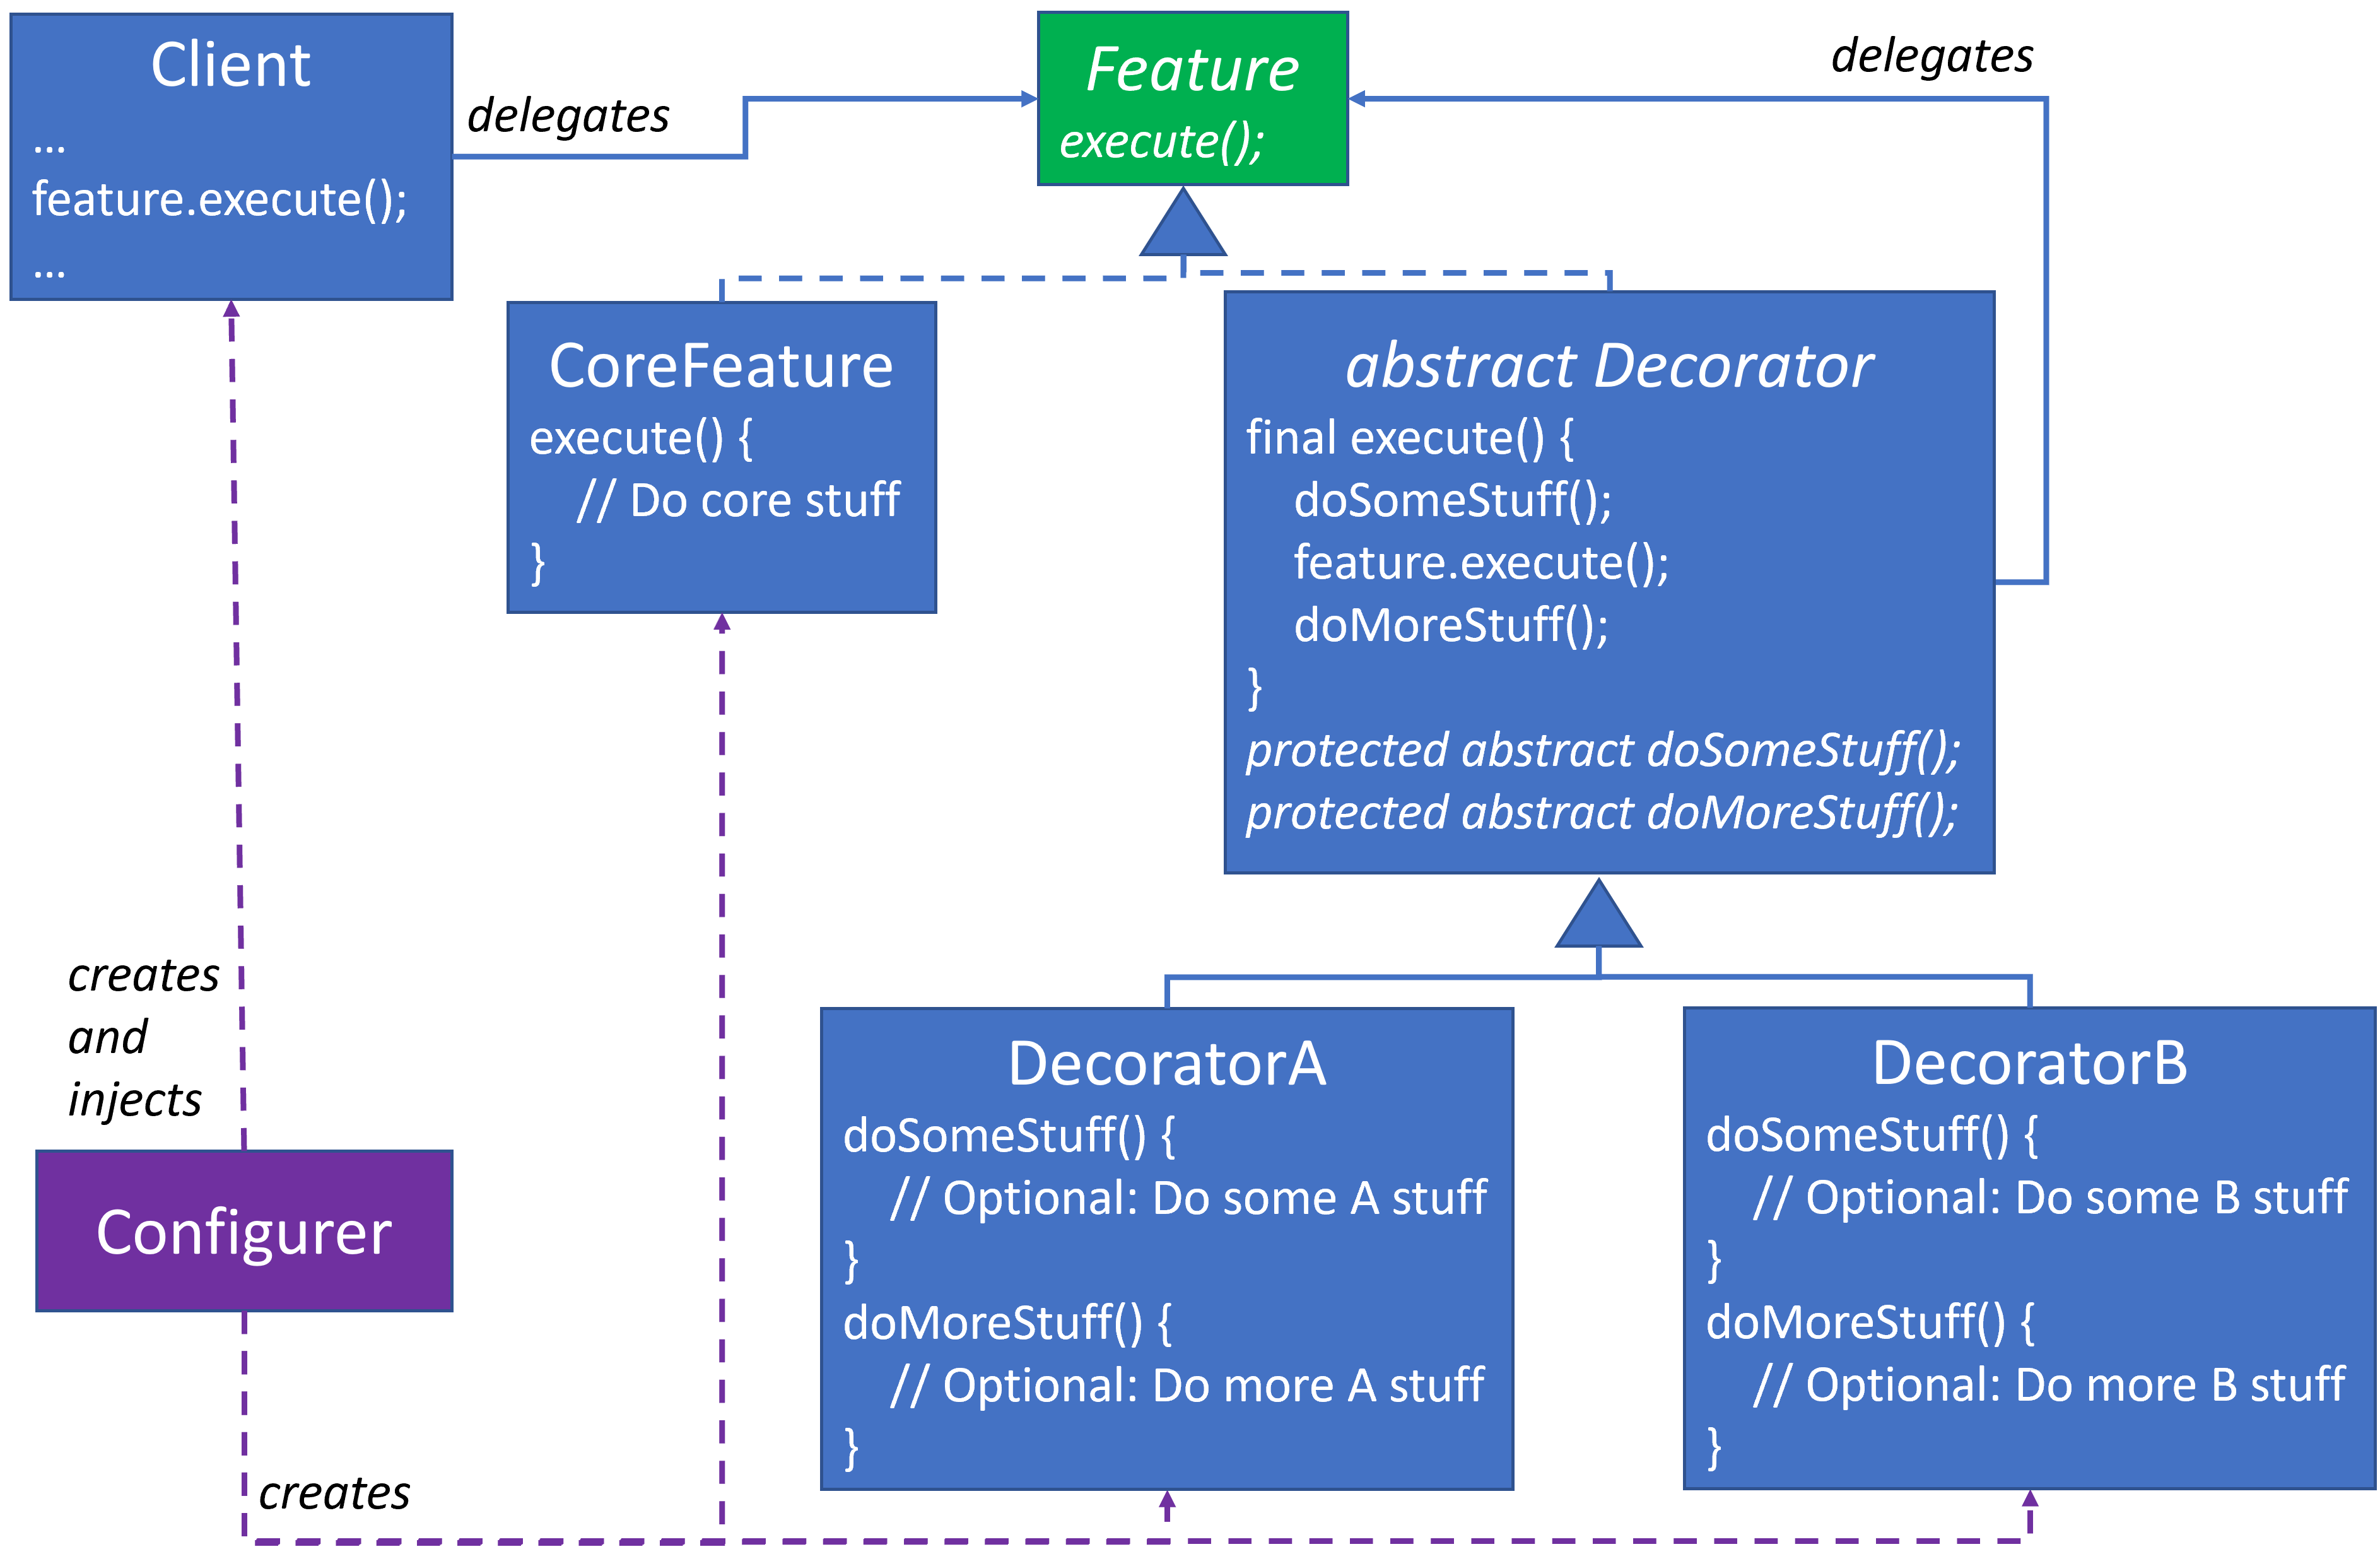 Client
...
feature.execute();
...
delegates
Feature
execute();
delegates
CoreFeature
execute() {
// Do core stuff
}
abstract Decorator
final execute() {
doSomeStuff();
feature.execute();
doMoreStuff();
}
protected abstract doSomeStuff();
protected abstract doMoreStuff();
creates
and
injects
Configurer
creates
DecoratorA
doSomeStuff() {
// Optional: Do some A stuff
}
doMoreStuff() {
// Optional: Do more A stuff
}
DecoratorB
doSomeStuff() {
// Optional: Do some B stuff
}
doMoreStuff() {
// Optional: Do more B stuff
}